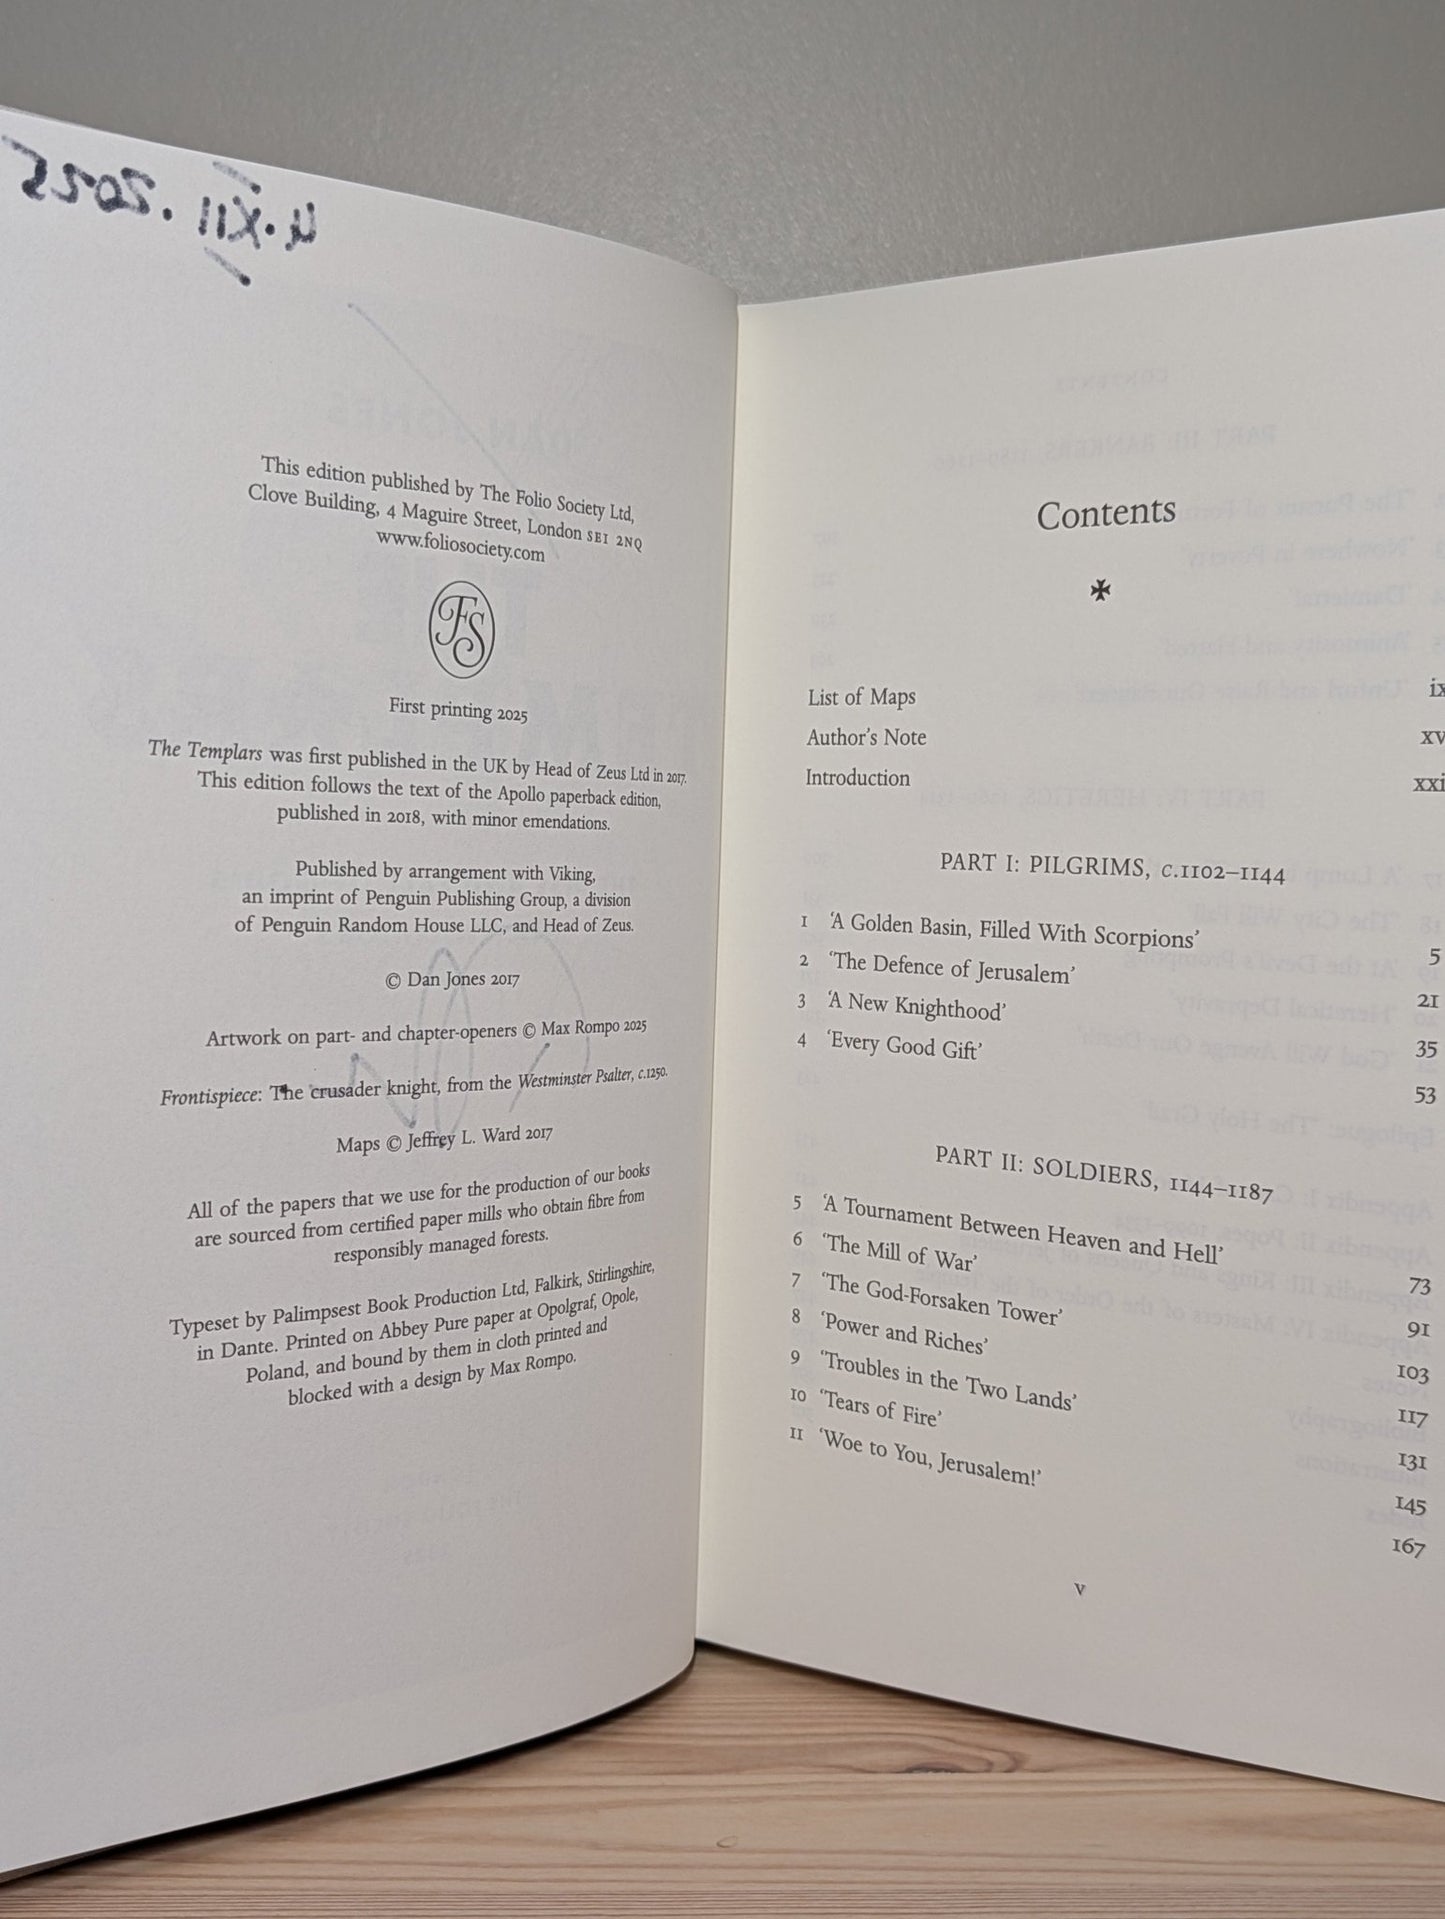 4.XII.2025
This edition published by The Folio Society Ltd,
Clove Building, 4 Maguire Street, London SE1 2NQ
www.foliosociety.com
FS
First printing 2025
The Templars was first published in the UK by Head of Zeus Ltd in 2017.
This edition follows the text of the Apollo paperback edition,
published in 2018, with minor emendations.
Published by arrangement with Viking,
an imprint of Penguin Publishing Group, a division
of Penguin Random House LLC, and Head of Zeus.
© Dan Jones 2017
Artwork on part- and chapter-openers © Max Rompo 2025
Frontispiece: The crusader knight, from the Westminster Psalter, c.1250.
Maps © Jeffrey L. Ward 2017
All of the papers that we use for the production of our books
are sourced from certified paper mills who obtain fibre from
responsibly managed forests.
Typeset by Palimpsest Book Production Ltd, Falkirk, Stirlingshire,
in Dante. Printed on Abbey Pure paper at Opolgraf, Opole,
Poland, and bound by them in cloth printed and
blocked with a design by Max Rompo.
Contents
List of Maps ix
Author's Note xv
Introduction xxi
PART I: PILGRIMS, c.1102–1144
1 ‘A Golden Basin, Filled With Scorpions’ 5
2 ‘The Defence of Jerusalem’ 21
3 ‘A New Knighthood’ 35
4 ‘Every Good Gift’ 53
PART II: SOLDIERS, 1144–1187
5 ‘A Tournament Between Heaven and Hell’ 73
6 ‘The Mill of War’ 91
7 ‘The God-Forsaken Tower’ 103
8 ‘Power and Riches’ 117
9 ‘Troubles in the Two Lands’ 131
10 ‘Tears of Fire’ 145
11 ‘Woe to You, Jerusalem!’ 167
v